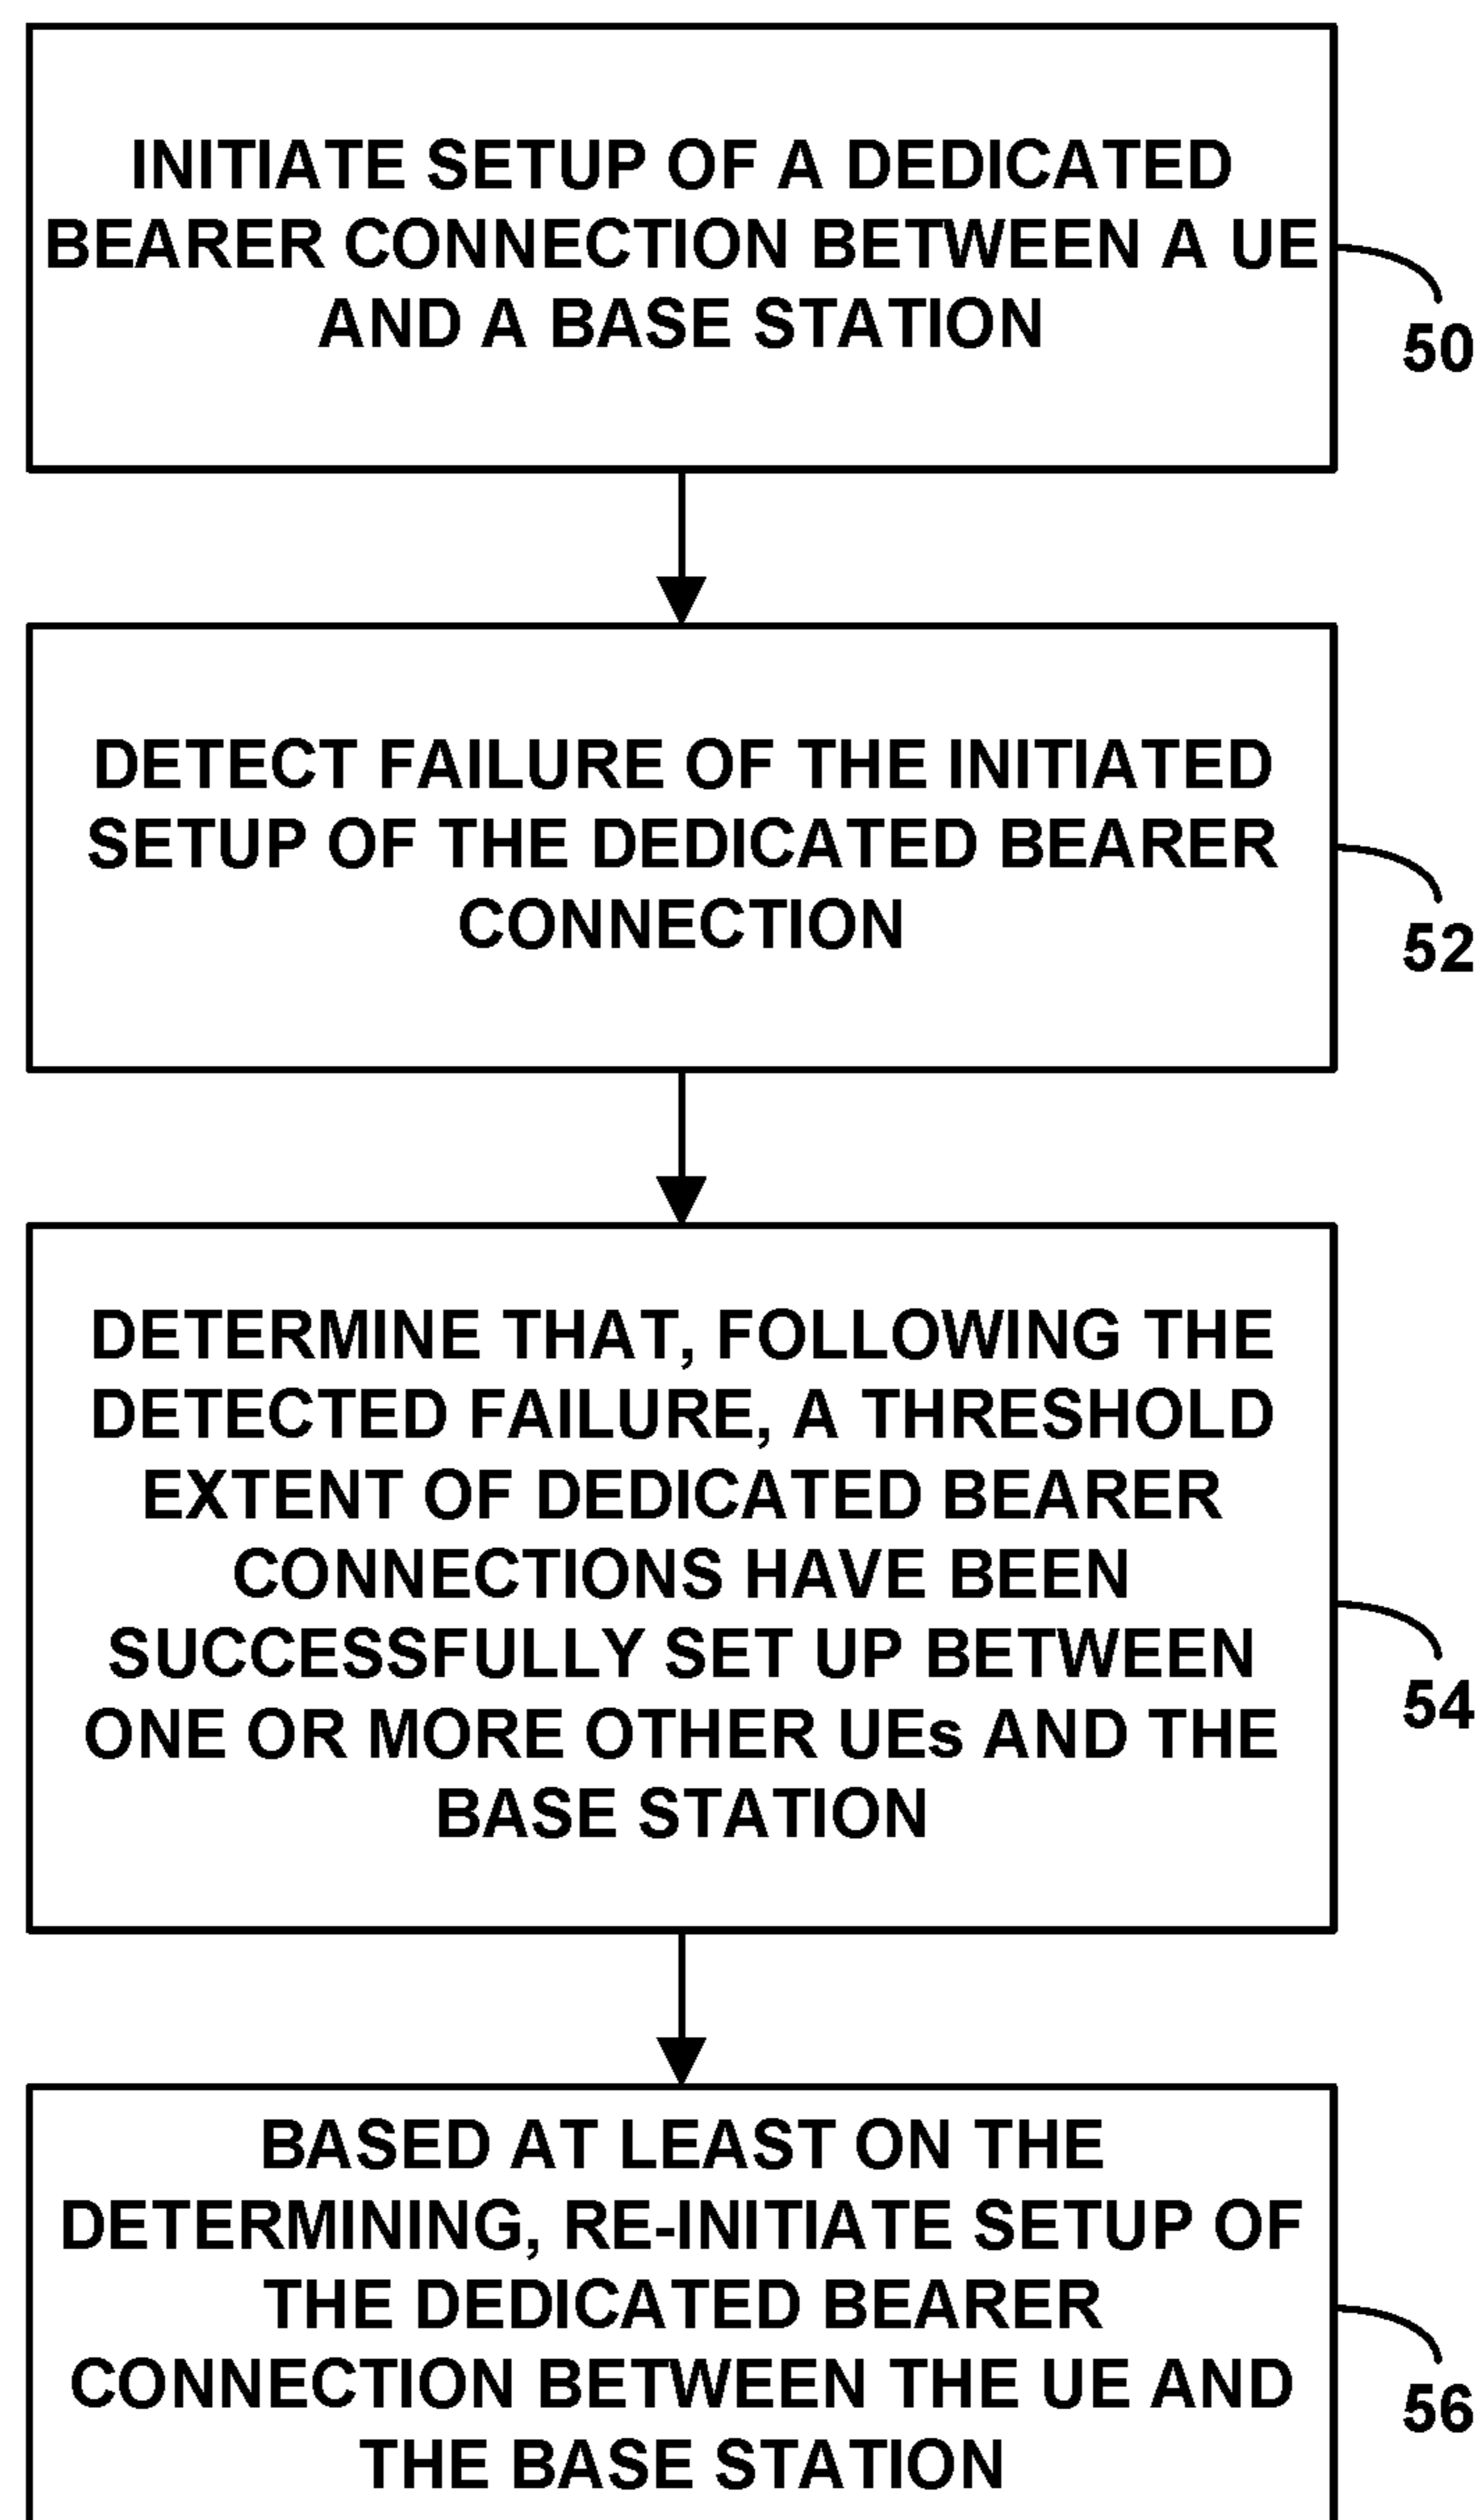 INITIATE SETUP OF A DEDICATED
BEARER CONNECTION BETWEEN A UE
AND A BASE STATION
50
DETECT FAILURE OF THE INITIATED
SETUP OF THE DEDICATED BEARER
CONNECTION
52
DETERMINE THAT, FOLLOWING THE
DETECTED FAILURE, A THRESHOLD
EXTENT OF DEDICATED BEARER
CONNECTIONS HAVE BEEN
SUCCESSFULLY SET UP BETWEEN
ONE OR MORE OTHER UEs AND THE
BASE STATION
54
BASED AT LEAST ON THE
DETERMINING, RE-INITIATE SETUP OF
THE DEDICATED BEARER
CONNECTION BETWEEN THE UE AND
THE BASE STATION
56